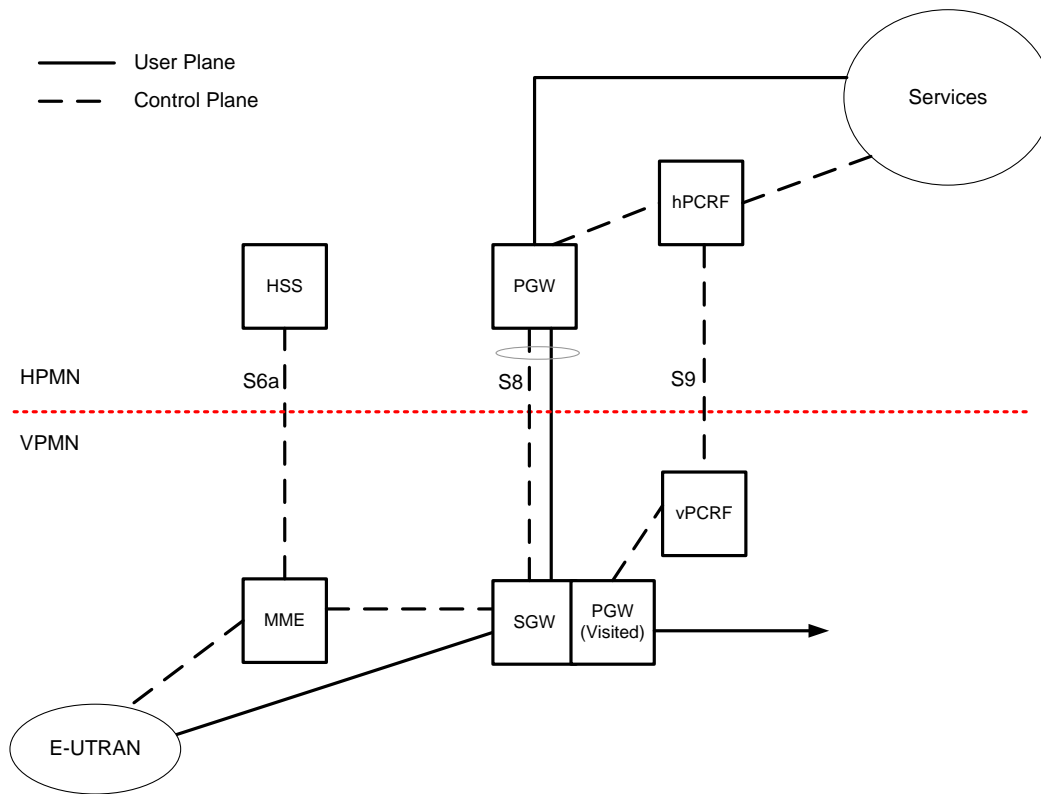 User Plane
Control Plane
Services
hPCRF
HSS
PGW
HPMN
S6a
S8
S9
VPMN
vPCRF
MME
SGW
PGW
(Visited)
E-UTRAN